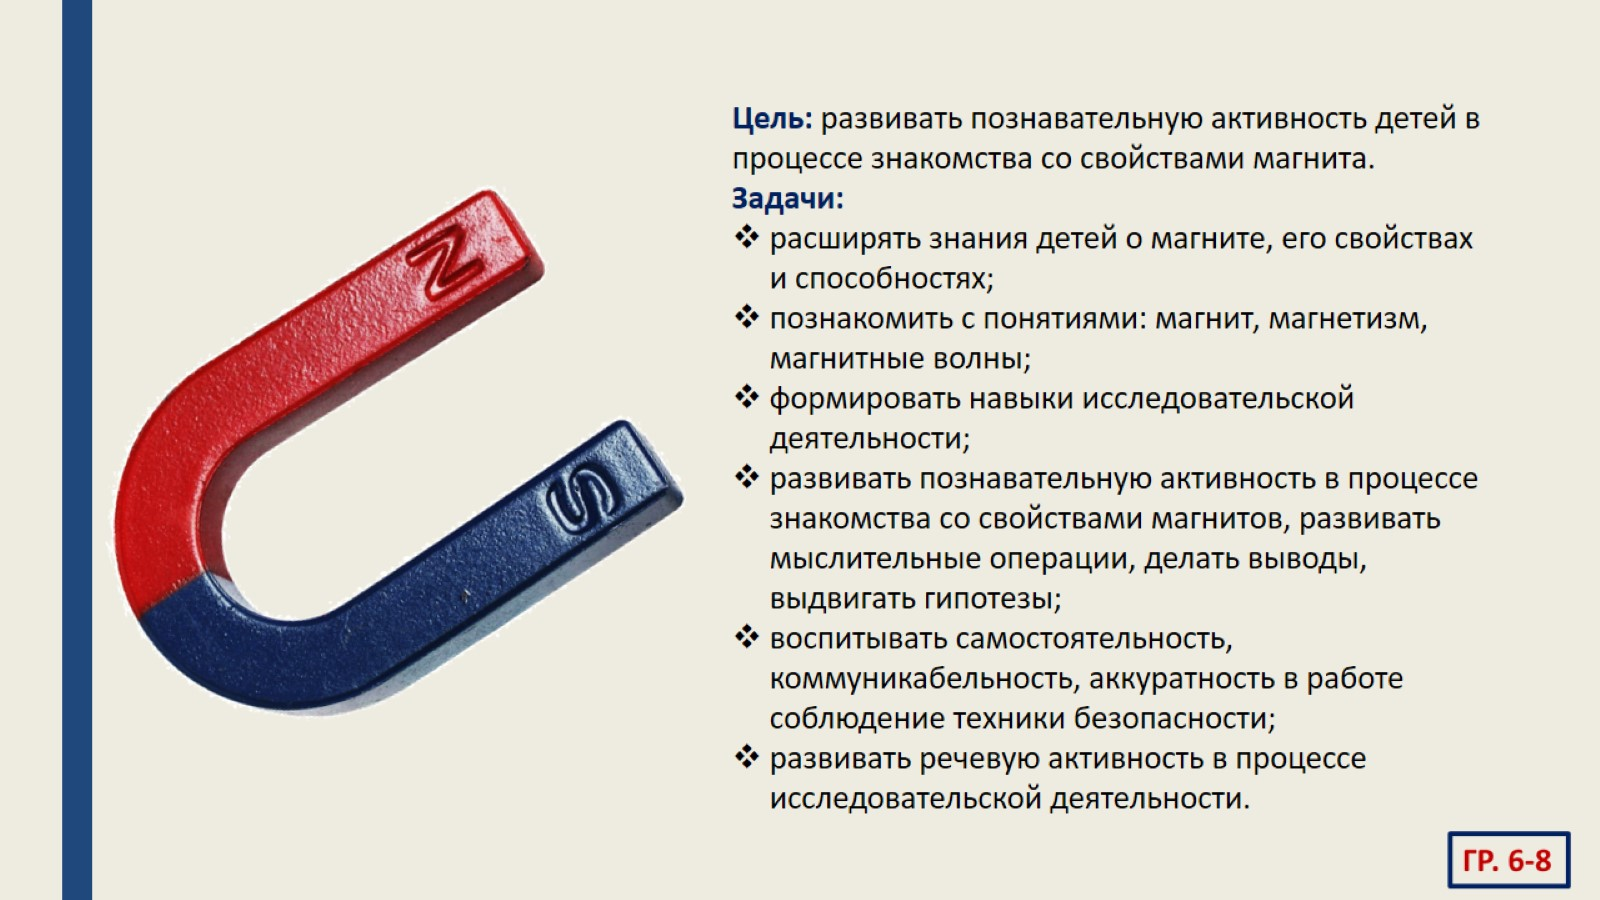 N
S
Цель: развивать познавательную активность детей в
процессе знакомства со свойствами магнита.
Задачи:
❖ расширять знания детей о магните, его свойствах
и способностях;
❖ познакомить с понятиями: магнит, магнетизм,
магнитные волны;
❖ формировать навыки исследовательской
деятельности;
❖ развивать познавательную активность в процессе
знакомства со свойствами магнитов, развивать
мыслительные операции, делать выводы,
выдвигать гипотезы;
❖ воспитывать самостоятельность,
коммуникабельность, аккуратность в работе
соблюдение техники безопасности;
❖ развивать речевую активность в процессе
исследовательской деятельности.
ГР. 6-8